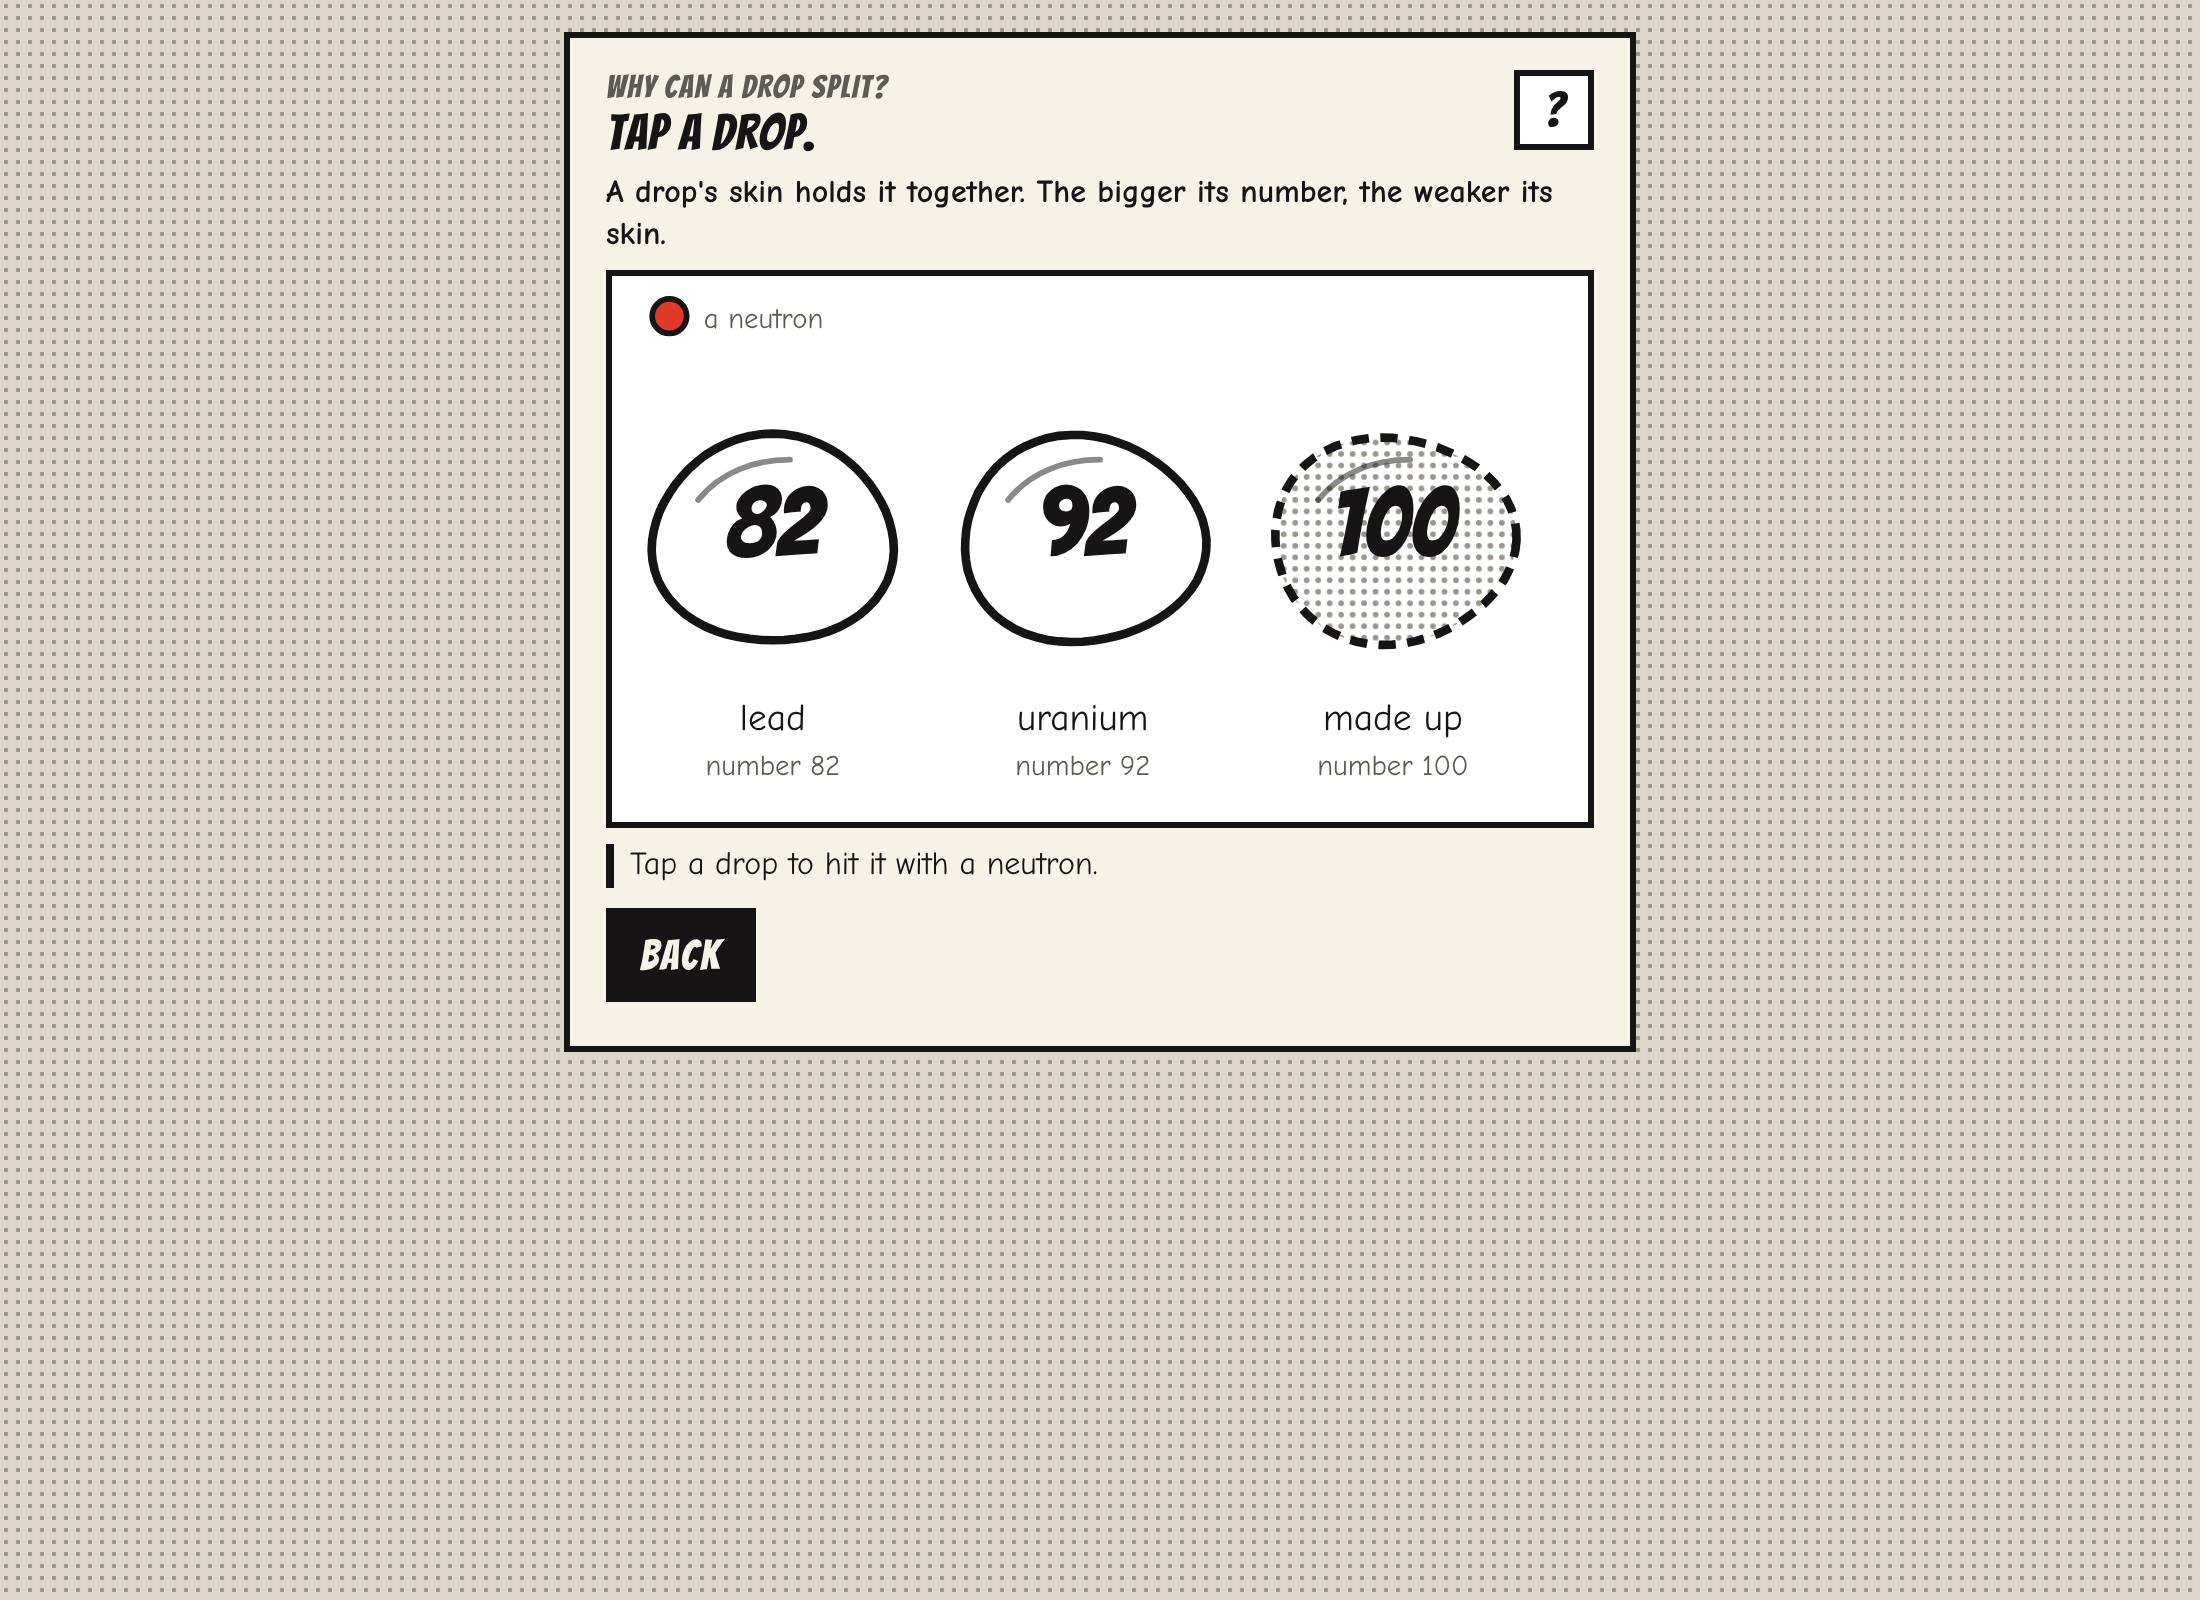 WHY CAN A DROP SPLIT?
TAP A DROP.
?
A drop's skin holds it together. The bigger its number, the weaker its
skin.
a neutron
82
92
100
lead
uranium
made up
number 82
number 92
number 100
Tap a drop to hit it with a neutron.
BACK